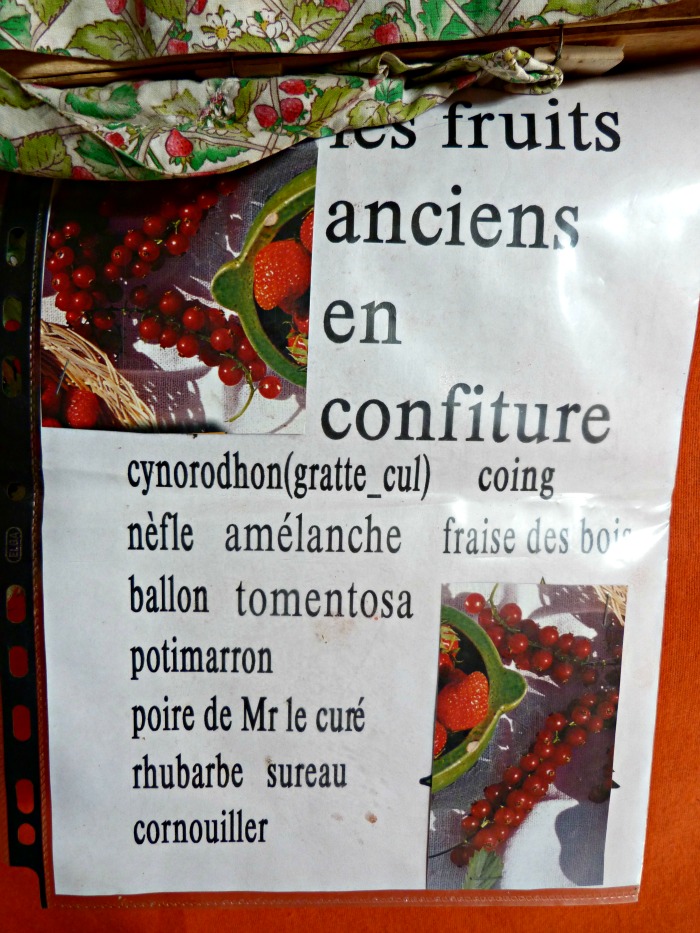 les fruits
anciens
en
confiture
cynorodhon(gratte_cul) coing
nèfle amélanche fraise des bois
ballon tomentosa
potimarron
poire de Mr le curé
rhubarbe sureau
cornouiller
ELBA